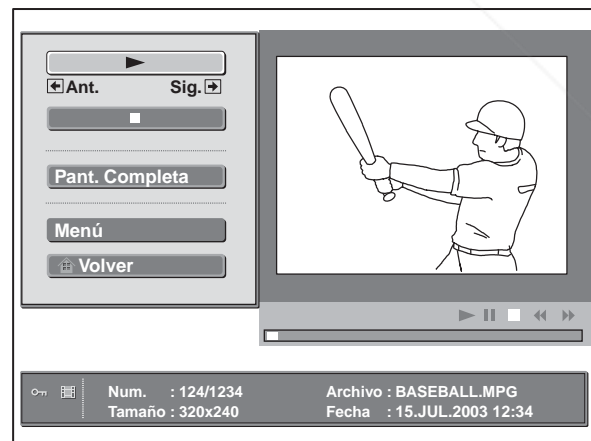 Ant. Sig.
Pant. Completa
Menú
Volver
Num. : 124/1234 Archivo : BASEBALL.MPG
Tamaño : 320x240 Fecha : 15.JUL.2003 12:34